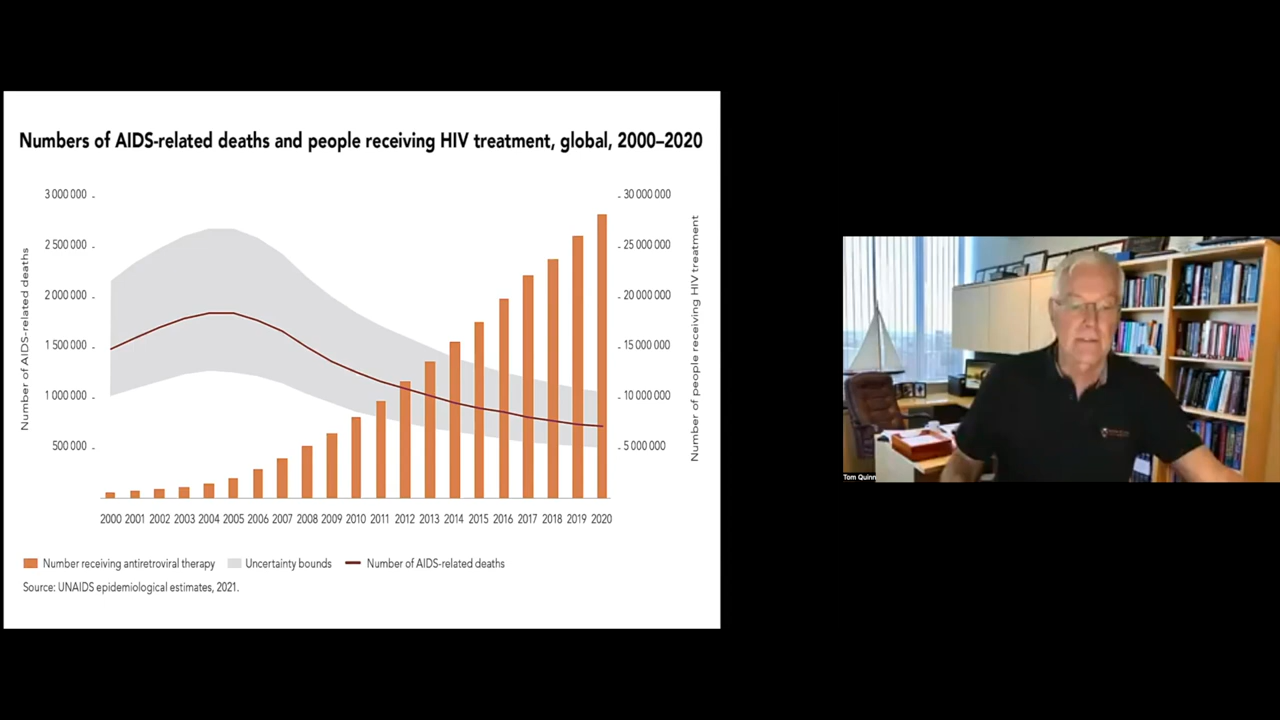 Numbers of AIDS-related deaths and people receiving HIV treatment, global, 2000–2020
3 000 000
2 500 000
2 000 000
1 500 000
1 000 000
500 000
Number of AIDS-related deaths
30 000 000
25 000 000
20 000 000
15 000 000
10 000 000
5 000 000
Number of people receiving HIV treatment
2000 2001 2002 2003 2004 2005 2006 2007 2008 2009 2010 2011 2012 2013 2014 2015 2016 2017 2018 2019 2020
Number receiving antiretroviral therapy Uncertainty bounds Number of AIDS-related deaths
Source: UNAIDS epidemiological estimates, 2021.
Tom Quinn